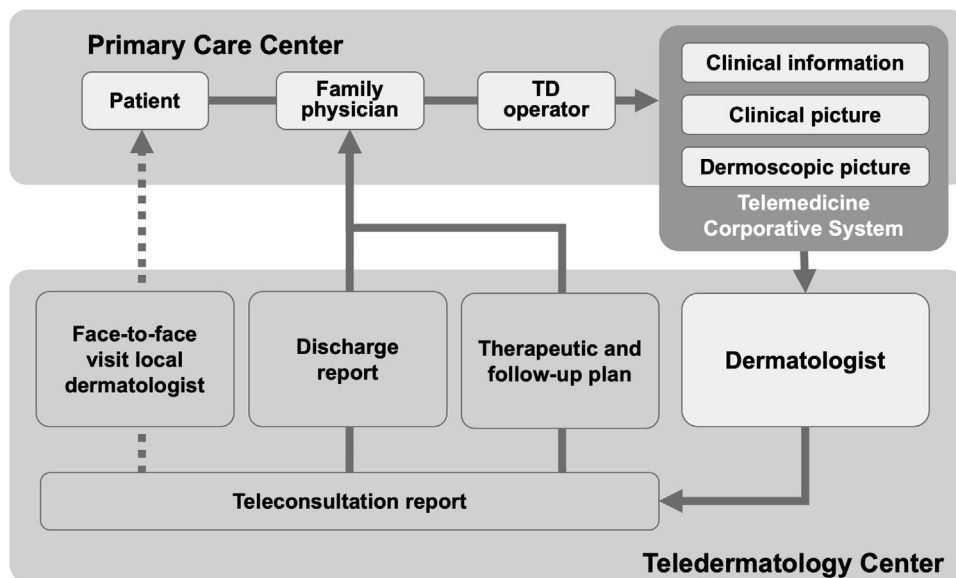 Primary Care Center
Patient
Family
physician
TD
operator
Clinical information
Clinical picture
Dermoscopic picture
Telemedicine
Corporative System
Face-to-face
visit local
dermatologist
Discharge
report
Therapeutic and
follow-up plan
Dermatologist
Teleconsultation report
Teledermatology Center